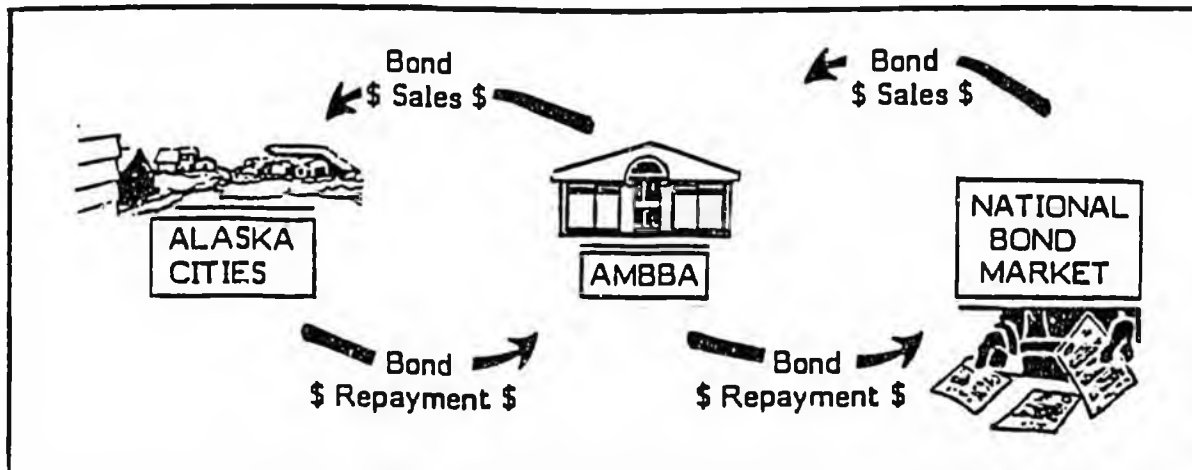 Bond
$ Sales $
Bond
$ Sales $
ALASKA
CITIES
AMBBA
NATIONAL
BOND
MARKET
Bond
$ Repayment $
Bond
$ Repayment $